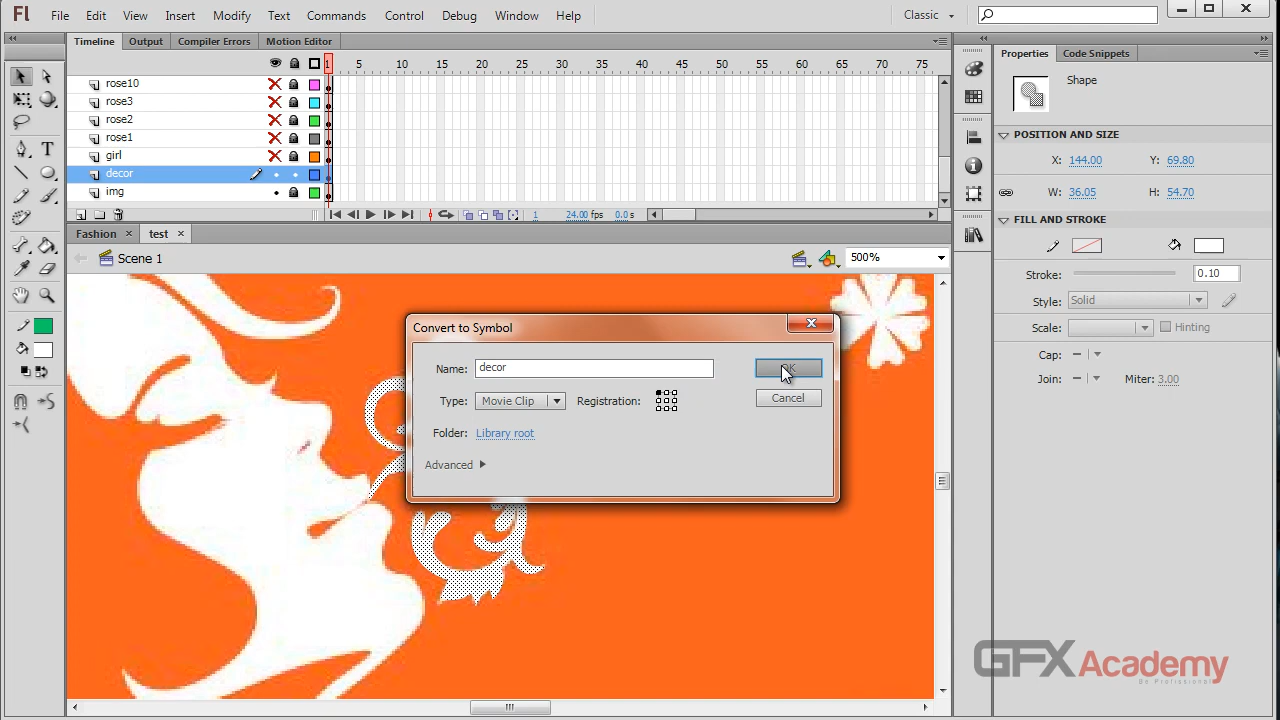 Fl File Edit View Insert Modify Text Commands Control Debug Window Help Classic
Timeline Output Compiler Errors Motion Editor
1 5 10 15 20 25 30 35 40 45 50 55 60 65 70 75
rose10
rose3
rose2
rose1
girl
decor
img
1 24.00 fps 0.0 s
Fashion test
Scene 1 500%
Convert to Symbol
Name: decor OK
Type: Movie Clip Registration: Cancel
Folder: Library root
Advanced
Properties Code Snippets
Shape
POSITION AND SIZE
X: 144.00 Y: 69.80
W: 36.05 H: 54.70
FILL AND STROKE
Stroke: 0.10
Style: Solid
Scale: Hinting
Cap:
Join: Miter: 3.00
GFX Academy
Be Professional